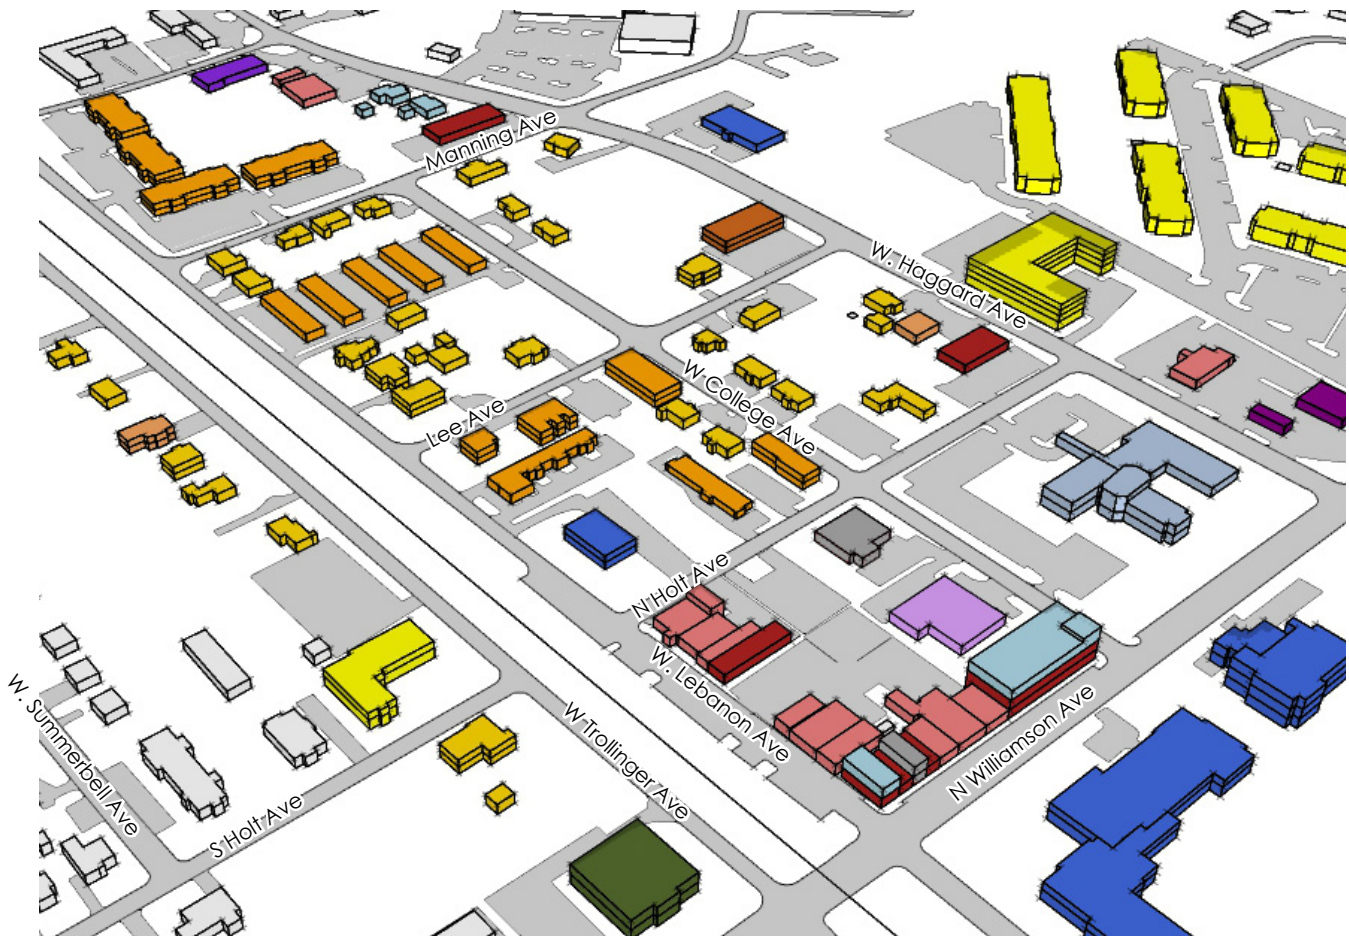 Manning Ave
W. Haggard Ave
W College Ave
Lee Ave
N Holt Ave
W. Lebanon Ave
N Williamson Ave
W Trollinger Ave
W. Summerbell Ave
S Holt Ave